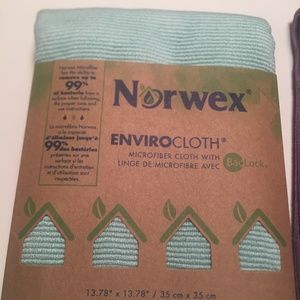 Norwex Microfiber
has the ability to
remove up to
99%
of bacteria from a
surface when following
the proper care and
use instructions
La microfibre Norwex
a la capacité
d'éliminer jusqu'à
99%
des bactéries
présentes sur une
surface si les
instructions d'entretien
et d'utilisation sont
respectées.
Norwex®
ENVIROCLOTH®
MICROFIBER CLOTH WITH
LINGE DE MICROFIBRE AVEC
BacLock.
13.78" x 13.78" / 35 cm x 35 cm